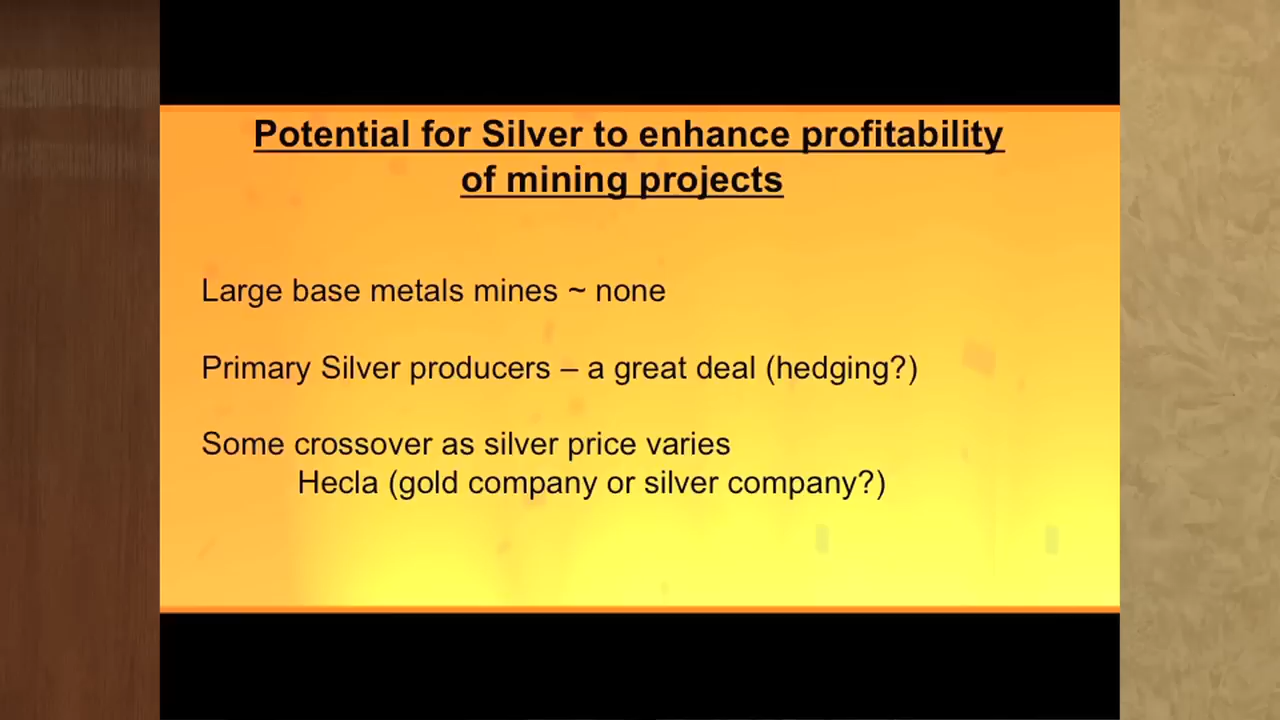 Potential for Silver to enhance profitability
of mining projects
Large base metals mines ~ none
Primary Silver producers – a great deal (hedging?)
Some crossover as silver price varies
Hecla (gold company or silver company?)